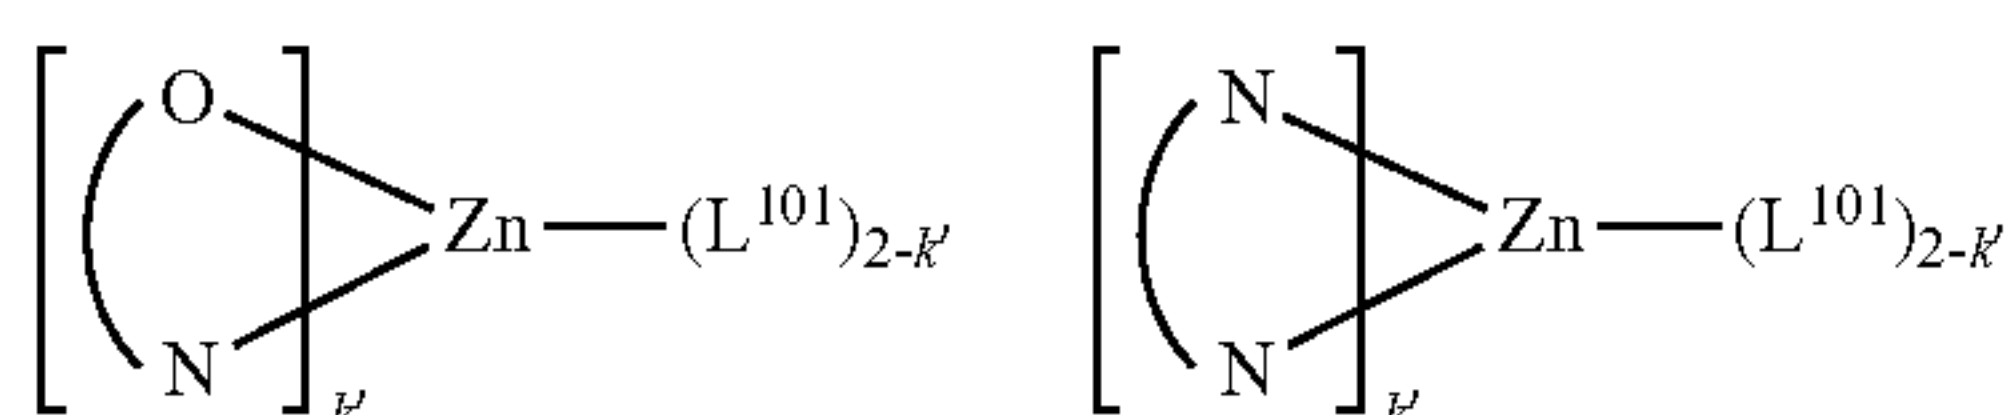 O N
Zn—(L¹⁰¹)₂₋ₖ′ Zn—(L¹⁰¹)₂₋ₖ′
N N
k′ k′